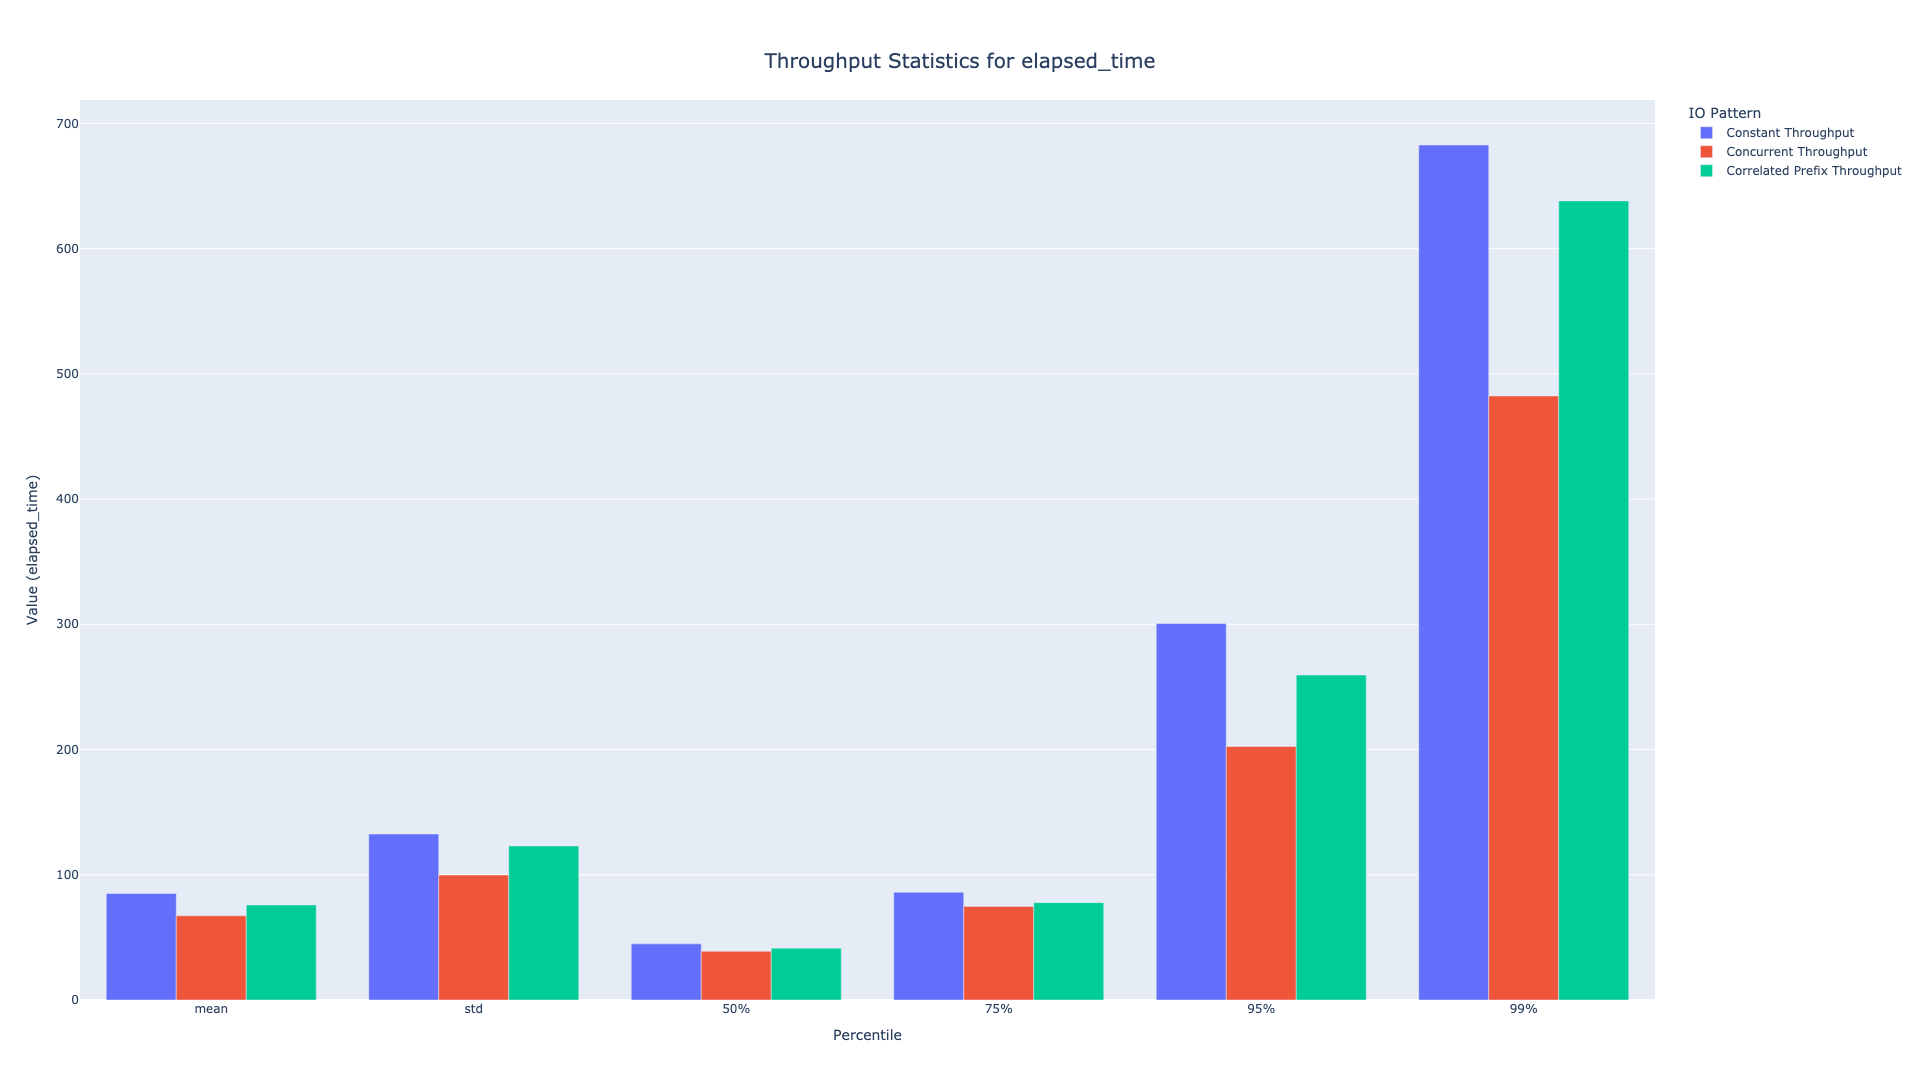 Throughput Statistics for elapsed_time
IO Pattern
Constant Throughput
Concurrent Throughput
Correlated Prefix Throughput
Value (elapsed_time)
700
600
500
400
300
200
100
0
mean std 50% 75% 95% 99%
Percentile